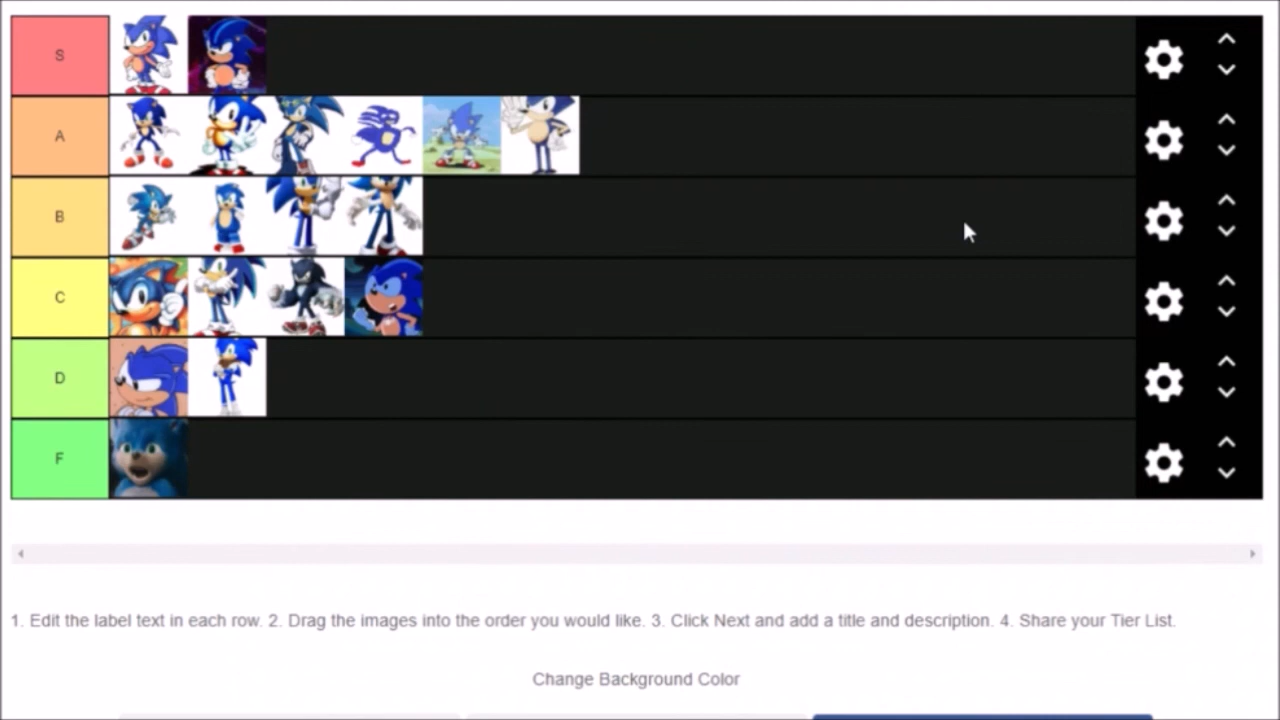 S
A
B
C
D
F
1. Edit the label text in each row. 2. Drag the images into the order you would like. 3. Click Next and add a title and description. 4. Share your Tier List.
Change Background Color